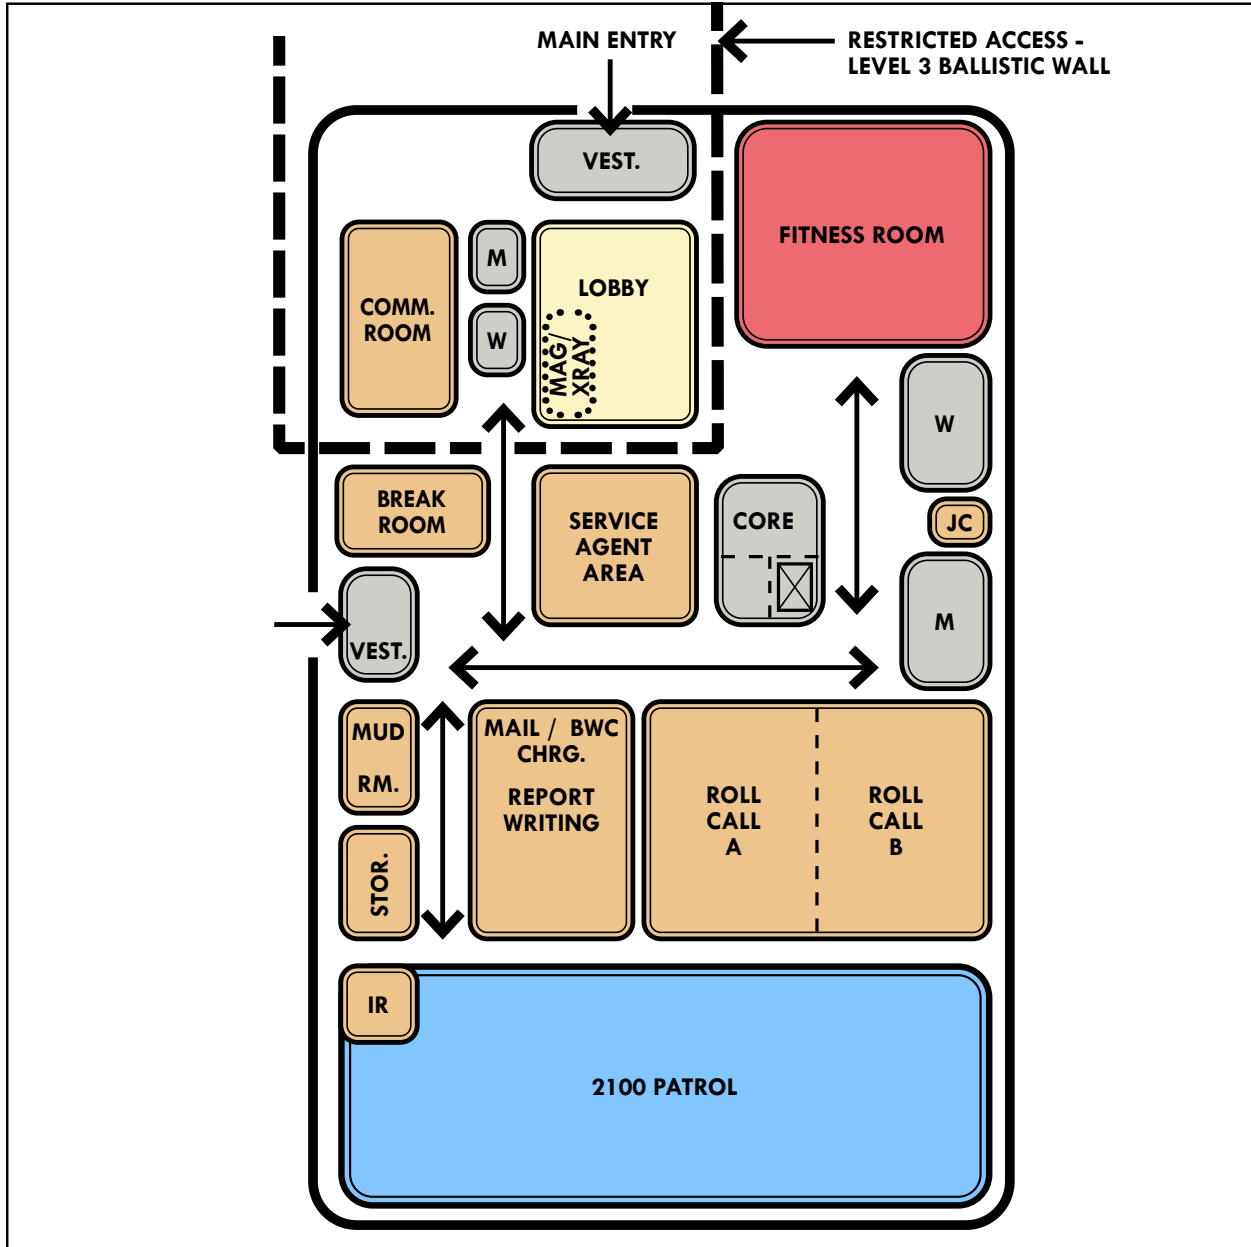 MAIN ENTRY
RESTRICTED ACCESS -
LEVEL 3 BALLISTIC WALL
VEST.
FITNESS ROOM
M
LOBBY
COMM.
ROOM
W
MAG/
XRAY
W
BREAK
ROOM
SERVICE
AGENT
AREA
CORE
JC
M
VEST.
MUD
RM.
MAIL / BWC
CHRG.
REPORT
WRITING
ROLL
CALL
A
ROLL
CALL
B
STOR.
IR
2100 PATROL